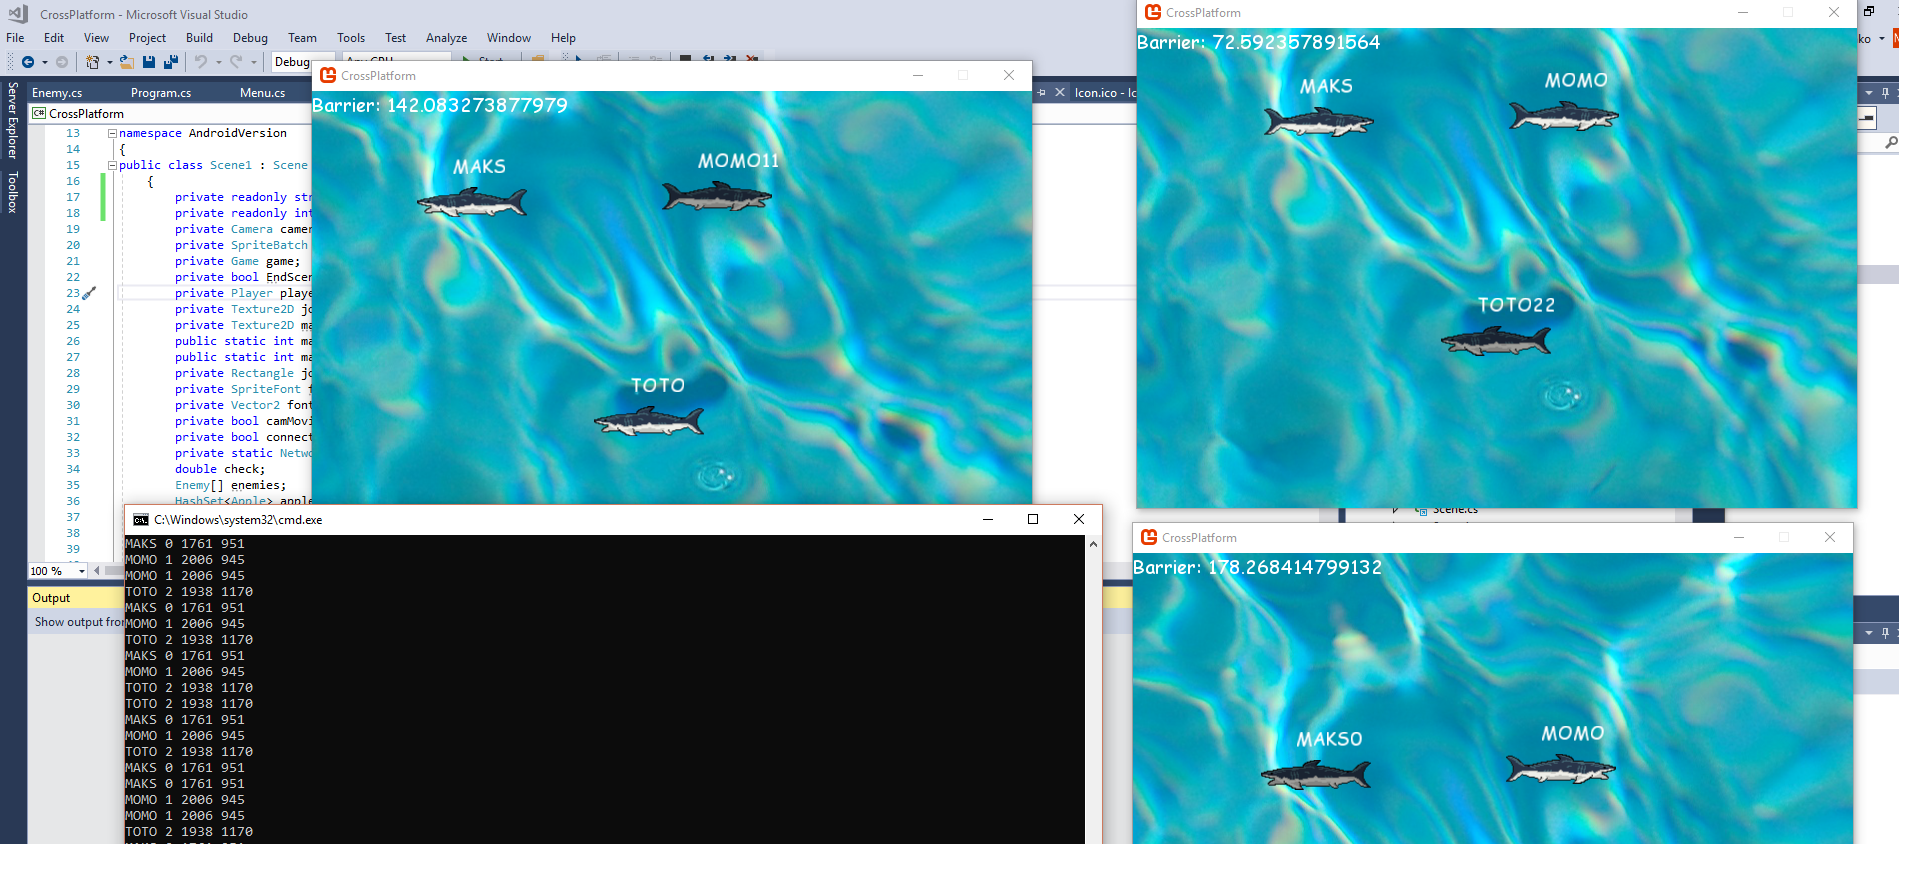 CrossPlatform - Microsoft Visual Studio
File Edit View Project Build Debug Team Tools Test Analyze Window Help
Debug
Enemy.cs Program.cs Menu.cs
Icon.ico - Ic
CrossPlatform
Server Explorer
Toolbox
13 namespace AndroidVersion
14 {
15 public class Scene1 : Scene
16 {
17 private readonly str
18 private readonly int
19 private Camera camer
20 private SpriteBatch
21 private Game game;
22 private bool EndScen
23 private Player playe
24 private Texture2D jo
25 private Texture2D ma
26 public static int ma
27 public static int ma
28 private Rectangle jo
29 private SpriteFont f
30 private Vector2 font
31 private bool camMovi
32 private bool connect
33 private static Netwo
34 double check;
35 Enemy[] enemies;
36 HashSet<Apple> apple
37
38
39
100 %
Output
Show output from
CrossPlatform
Barrier: 142.083273877979
MAKS
MOMO11
TOTO
CrossPlatform
Barrier: 72.592357891564
MAKS
MOMO
TOTO22
ko
Scene.cs
CrossPlatform
Barrier: 178.268414799132
MAKS0
MOMO
C:\Windows\system32\cmd.exe
MAKS 0 1761 951
MOMO 1 2006 945
MOMO 1 2006 945
TOTO 2 1938 1170
MAKS 0 1761 951
MOMO 1 2006 945
TOTO 2 1938 1170
MAKS 0 1761 951
MOMO 1 2006 945
TOTO 2 1938 1170
TOTO 2 1938 1170
MAKS 0 1761 951
MOMO 1 2006 945
TOTO 2 1938 1170
MAKS 0 1761 951
MAKS 0 1761 951
MOMO 1 2006 945
MOMO 1 2006 945
TOTO 2 1938 1170